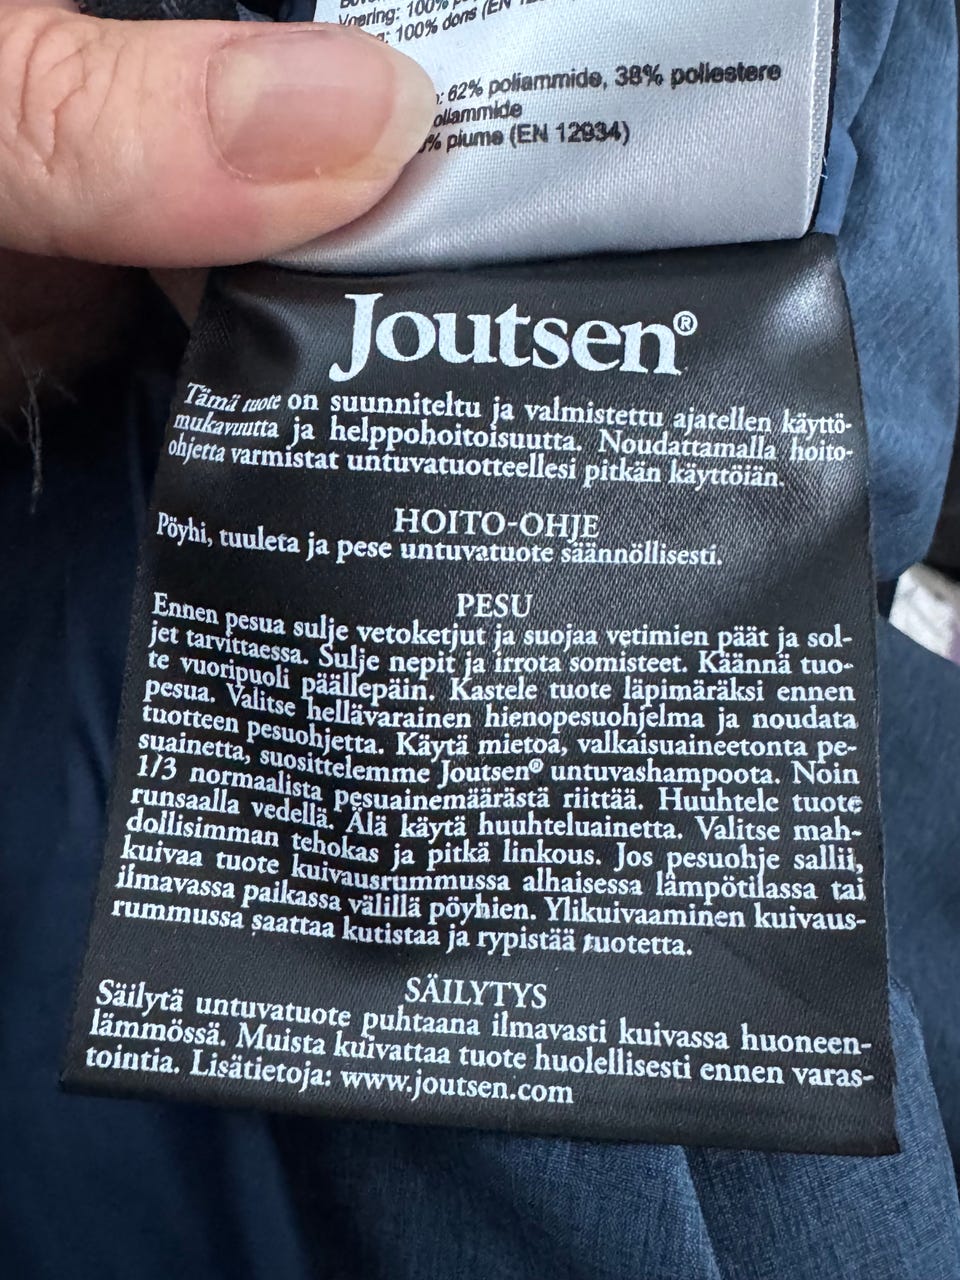 Voering: 100%
100% dons (EN
62% poliammide, 38% poliestere
% piuma (EN 12934)
Joutsen®
Tämä tuote on suunniteltu ja valmistettu ajatellen käyttö-
mukavuutta ja helppohoitoisuutta. Noudattamalla hoito-
ohjetta varmistat untuvatuotteellesi pitkän käyttöiän.
HOITO-OHJE
Pöyhi, tuuleta ja pese untuvatuote säännöllisesti.
PESU
Ennen pesua sulje vetoketjut ja suojaa vetimien päät ja sol-
jet tarvittaessa. Sulje nepit ja irrota somisteet. Käännä tuo-
te vuoripuoli päällepäin. Kastele tuote läpimäräksi ennen
pesua. Valitse hellävarainen hienopesuohjelma ja noudata
tuotteen pesuohjetta. Käytä mietoa, valkaisuaineetonta pe-
suainetta, suosittelemme Joutsen® untuvashampoota. Noin
1/3 normaalista pesuainemäärästä riittää. Huuhtele tuote
runsaalla vedellä. Älä käytä huuhteluainetta. Valitse mah-
dollisimman tehokas ja pitkä linkous. Jos pesuohje sallii,
kuivaa tuote kuivausrummussa alhaisessa lämpötilassa tai
ilmavassa paikassa välillä pöyhien. Ylikuivaaminen kuivaus-
rummussa saattaa kutistaa ja rypistää tuotetta.
SÄILYTYS
Säilytä untuvatuote puhtaana ilmavasti kuivassa huoneen-
lämmössä. Muista kuivattaa tuote huolellisesti ennen varas-
tointia. Lisätietoja: www.joutsen.com